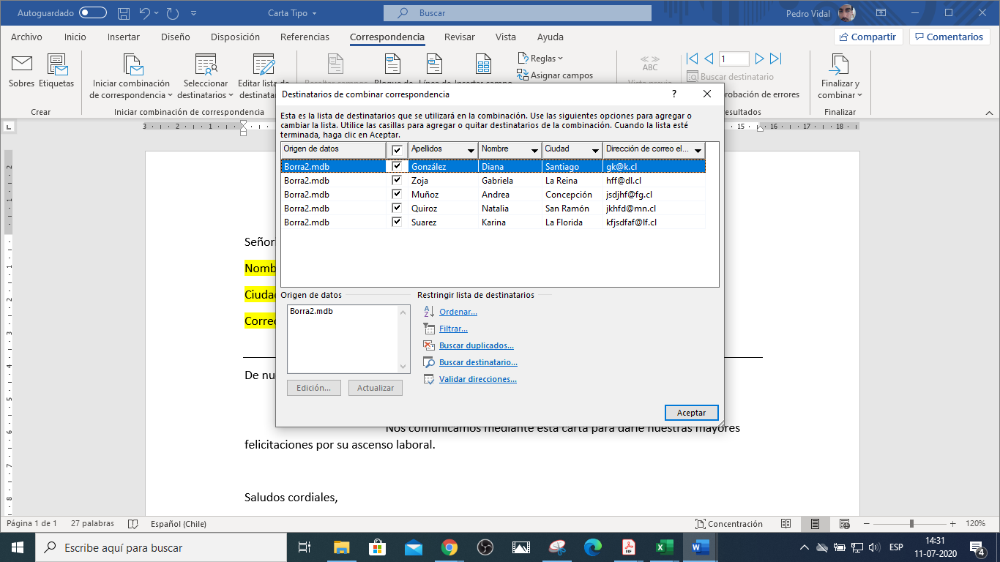 Autoguardado
Carta Tipo
Buscar
Pedro Vidal
Archivo Inicio Insertar Diseño Disposición Referencias Correspondencia Revisar Vista Ayuda
Compartir Comentarios
Sobres Etiquetas
Crear
Iniciar combinación de correspondencia
Seleccionar destinatarios
Editar lista de
Iniciar combinación de correspondencia
Reglas
Asignar campos
ABC
1
Buscar destinatario
robación de errores
Finalizar y combinar
Finalizar
Destinatarios de combinar correspondencia
?
Esta es la lista de destinatarios que se utilizará en la combinación. Use las siguientes opciones para agregar o
cambiar la lista. Utilice las casillas para agregar o quitar destinatarios de la combinación. Cuando la lista esté
terminada, haga clic en Aceptar.
Origen de datos Apellidos Nombre Ciudad Dirección de correo el...
Borra2.mdb González Diana Santiago gk@k.cl
Borra2.mdb Zoja Gabriela La Reina hff@dl.cl
Borra2.mdb Muñoz Andrea Concepción jsdjhf@fg.cl
Borra2.mdb Quiroz Natalia San Ramón jkhfd@mn.cl
Borra2.mdb Suarez Karina La Florida kfjsdfaf@lf.cl
Origen de datos
Borra2.mdb
Edición... Actualizar
Restringir lista de destinatarios
Ordenar...
Filtrar...
Buscar duplicados...
Buscar destinatario...
Validar direcciones...
Aceptar
Señor
Nomb
Ciudad
Correo
De nu
Nos comunicamos mediante esta carta para darle nuestras mayores
felicitaciones por su ascenso laboral.
Saludos cordiales,
Página 1 de 1 27 palabras Español (Chile) Concentración 120%
Escribe aquí para buscar
ESP
14:31
11-07-2020
4